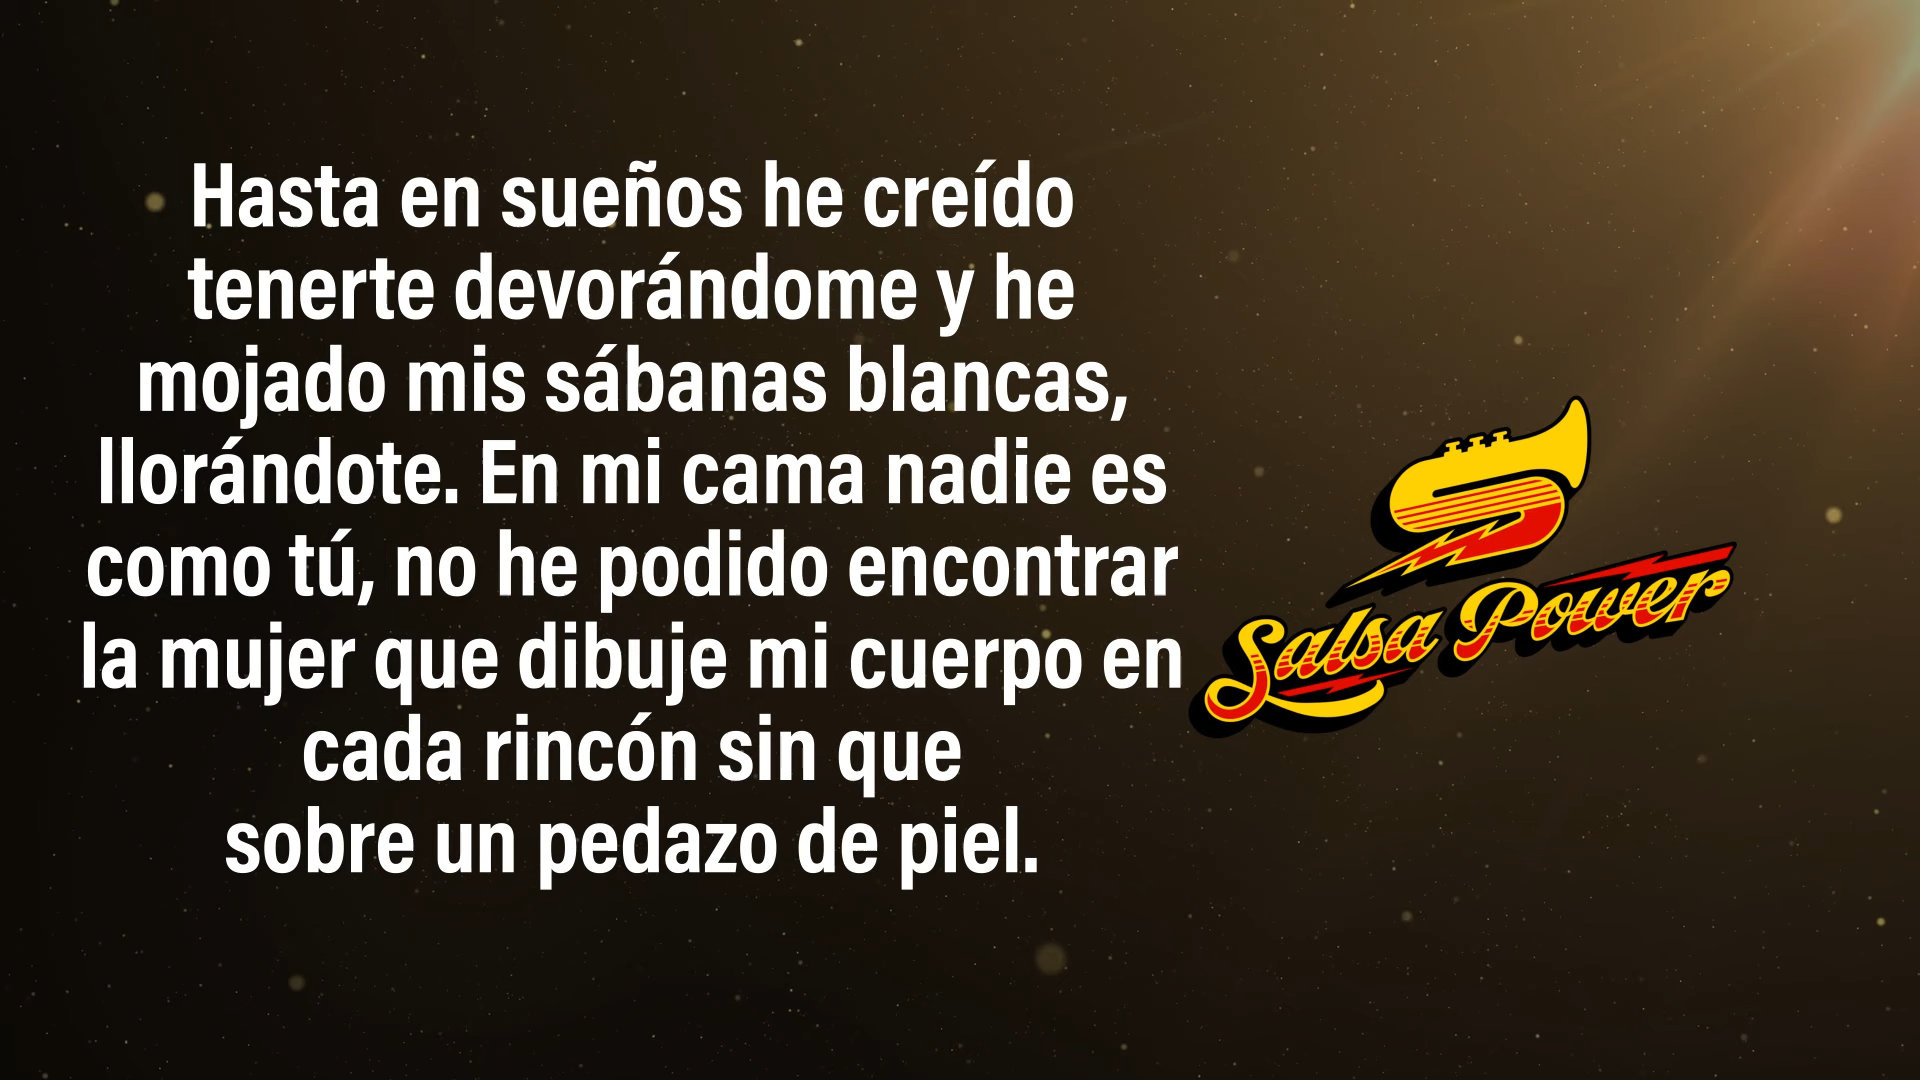 Hasta en sueños he creído
tenerte devorándome y he
mojado mis sábanas blancas,
llorándote. En mi cama nadie es
como tú, no he podido encontrar
la mujer que dibuje mi cuerpo en
cada rincón sin que
sobre un pedazo de piel.
Salsa Power